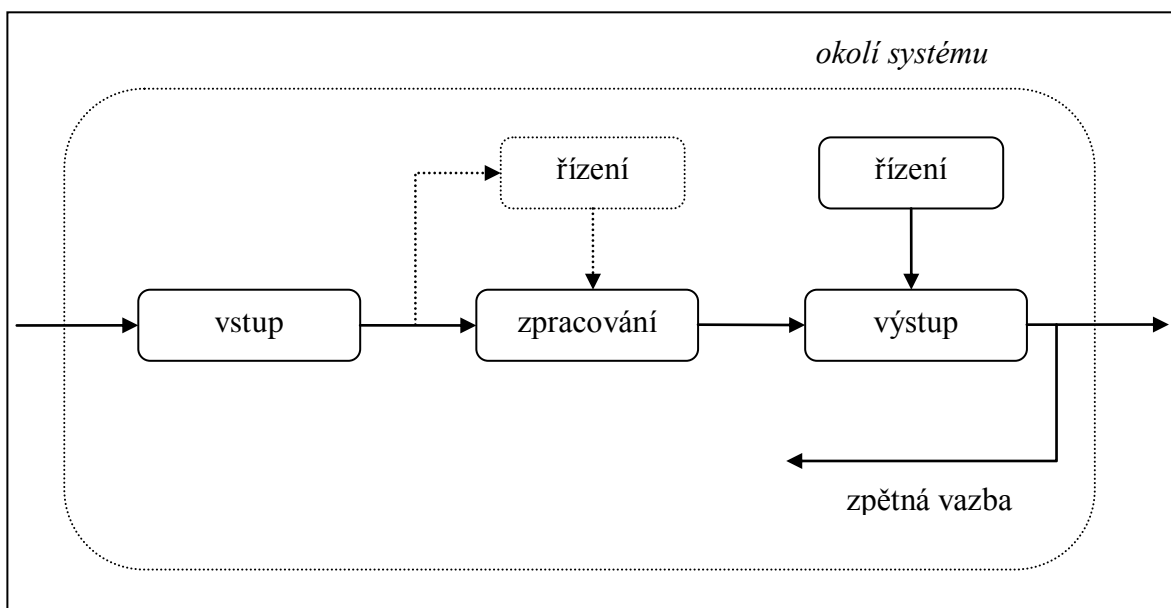 okolí systému
řízení
řízení
vstup
zpracování
výstup
zpětná vazba